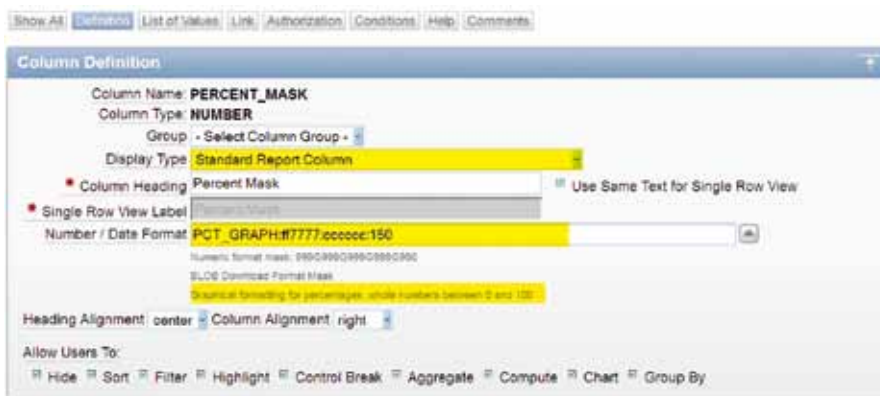 Show All Definition List of Values Link Authorization Conditions Help Comments
Column Definition
Column Name: PERCENT_MASK
Column Type: NUMBER
Group - Select Column Group -
Display Type Standard Report Column
* Column Heading Percent Mask Use Same Text for Single Row View
* Single Row View Label Percent Mask
Number / Date Format PCT_GRAPH:ff7777:cccccc:150
Numeric format mask: 999G999G999G999G990
BLOB Download Format Mask
Graphical formatting for percentages: whole numbers between 0 and 100
Heading Alignment center Column Alignment right
Allow Users To:
Hide Sort Filter Highlight Control Break Aggregate Compute Chart Group By